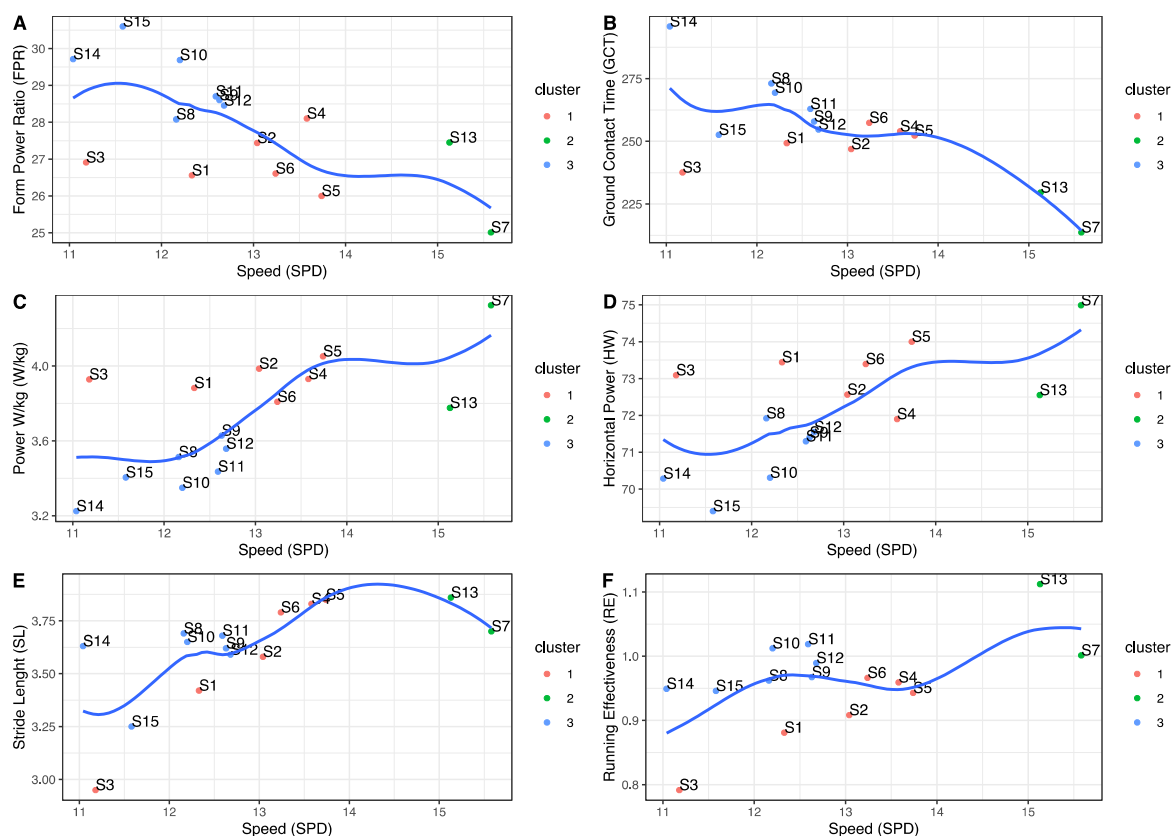 A
Form Power Ratio (FPR)
30
29
28
27
26
25
S15
S14
S10
S11
S9
S12
S8
S4
S2
S13
S3
S1
S6
S5
S7
11 12 13 14 15
Speed (SPD)
cluster
1
2
3
B
Ground Contact Time (GCT)
275
250
225
S14
S8
S10
S11
S9
S12
S6
S4
S5
S15
S1
S2
S3
S13
S7
11 12 13 14 15
Speed (SPD)
cluster
1
2
3
C
Power W/kg (W/kg)
4.0
3.6
3.2
S7
S5
S2
S4
S3
S1
S6
S13
S9
S12
S8
S11
S15
S10
S14
11 12 13 14 15
Speed (SPD)
cluster
1
2
3
D
Horizontal Power (HW)
75
74
73
72
71
70
S7
S5
S1
S6
S3
S2
S13
S8
S4
S12
S9
S11
S14
S10
S15
11 12 13 14 15
Speed (SPD)
cluster
1
2
3
E
Stride Lenght (SL)
3.75
3.50
3.25
3.00
S5
S4
S13
S6
S7
S8
S11
S10
S14
S9
S12
S2
S1
S15
S3
11 12 13 14 15
Speed (SPD)
cluster
1
2
3
F
Running Effectiveness (RE)
1.1
1.0
0.9
0.8
S13
S11
S10
S7
S12
S9
S6
S8
S4
S14
S15
S5
S2
S1
S3
11 12 13 14 15
Speed (SPD)
cluster
1
2
3